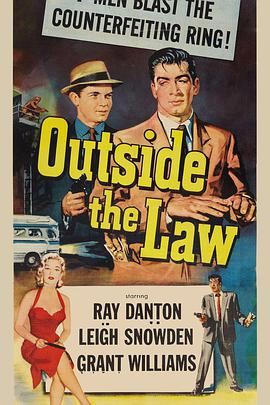 MEN BLAST THE
COUNTERFEITING RING!
Outside
the Law
starring
RAY DANTON
LEIGH SNOWDEN
GRANT WILLIAMS